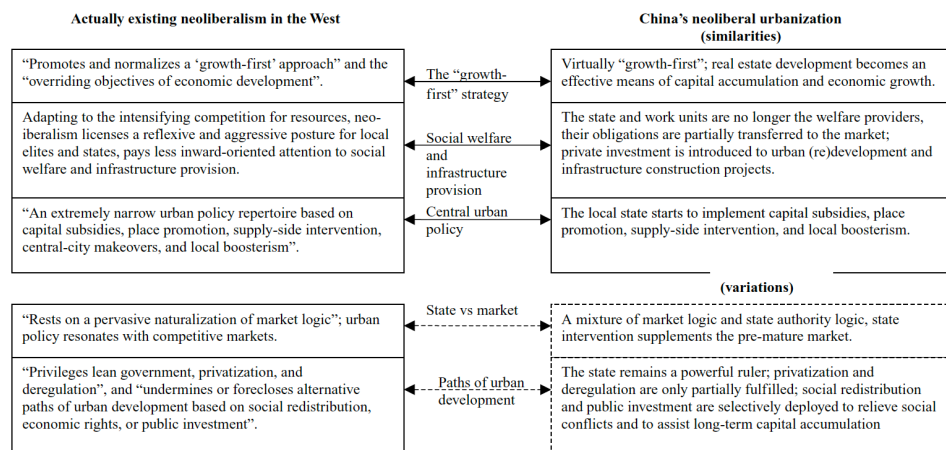 Actually existing neoliberalism in the West
China's neoliberal urbanization
(similarities)
"Promotes and normalizes a 'growth-first' approach" and the
"overriding objectives of economic development".
The "growth-
first" strategy
Virtually "growth-first"; real estate development becomes an
effective means of capital accumulation and economic growth.
Adapting to the intensifying competition for resources, neo-
iberalism licenses a reflexive and aggressive posture for local
elites and states, pays less inward-oriented attention to social
welfare and infrastructure provision.
Social welfare
and
infrastructure
provision
The state and work units are no longer the welfare providers,
their obligations are partially transferred to the market;
private investment is introduced to urban (re)development and
infrastructure construction projects.
"An extremely narrow urban policy repertoire based on
capital subsidies, place promotion, supply-side intervention,
central-city makeovers, and local boosterism".
Central urban
policy
The local state starts to implement capital subsidies, place
promotion, supply-side intervention, and local boosterism.
(variations)
"Rests on a pervasive naturalization of market logic"; urban
policy resonates with competitive markets.
State vs market
A mixture of market logic and state authority logic, state
intervention supplements the pre-mature market.
"Privileges lean government, privatization, and
deregulation", and "undermines or forecloses alternative
paths of urban development based on social redistribution,
economic rights, or public investment".
Paths of urban
development
The state remains a powerful ruler; privatization and
deregulation are only partially fulfilled; social redistribution
and public investment are selectively deployed to relieve social
conflicts and to assist long-term capital accumulation